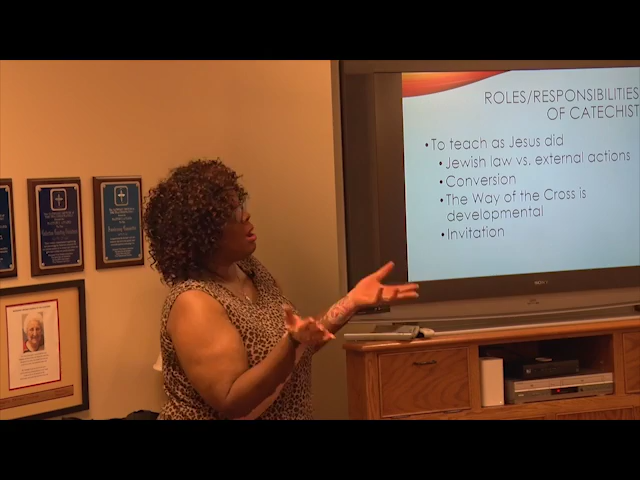 ROLES/RESPONSIBILITIES
OF CATECHIST
•To teach as Jesus did
•Jewish law vs. external actions
•Conversion
•The Way of the Cross is
developmental
•Invitation
SONY